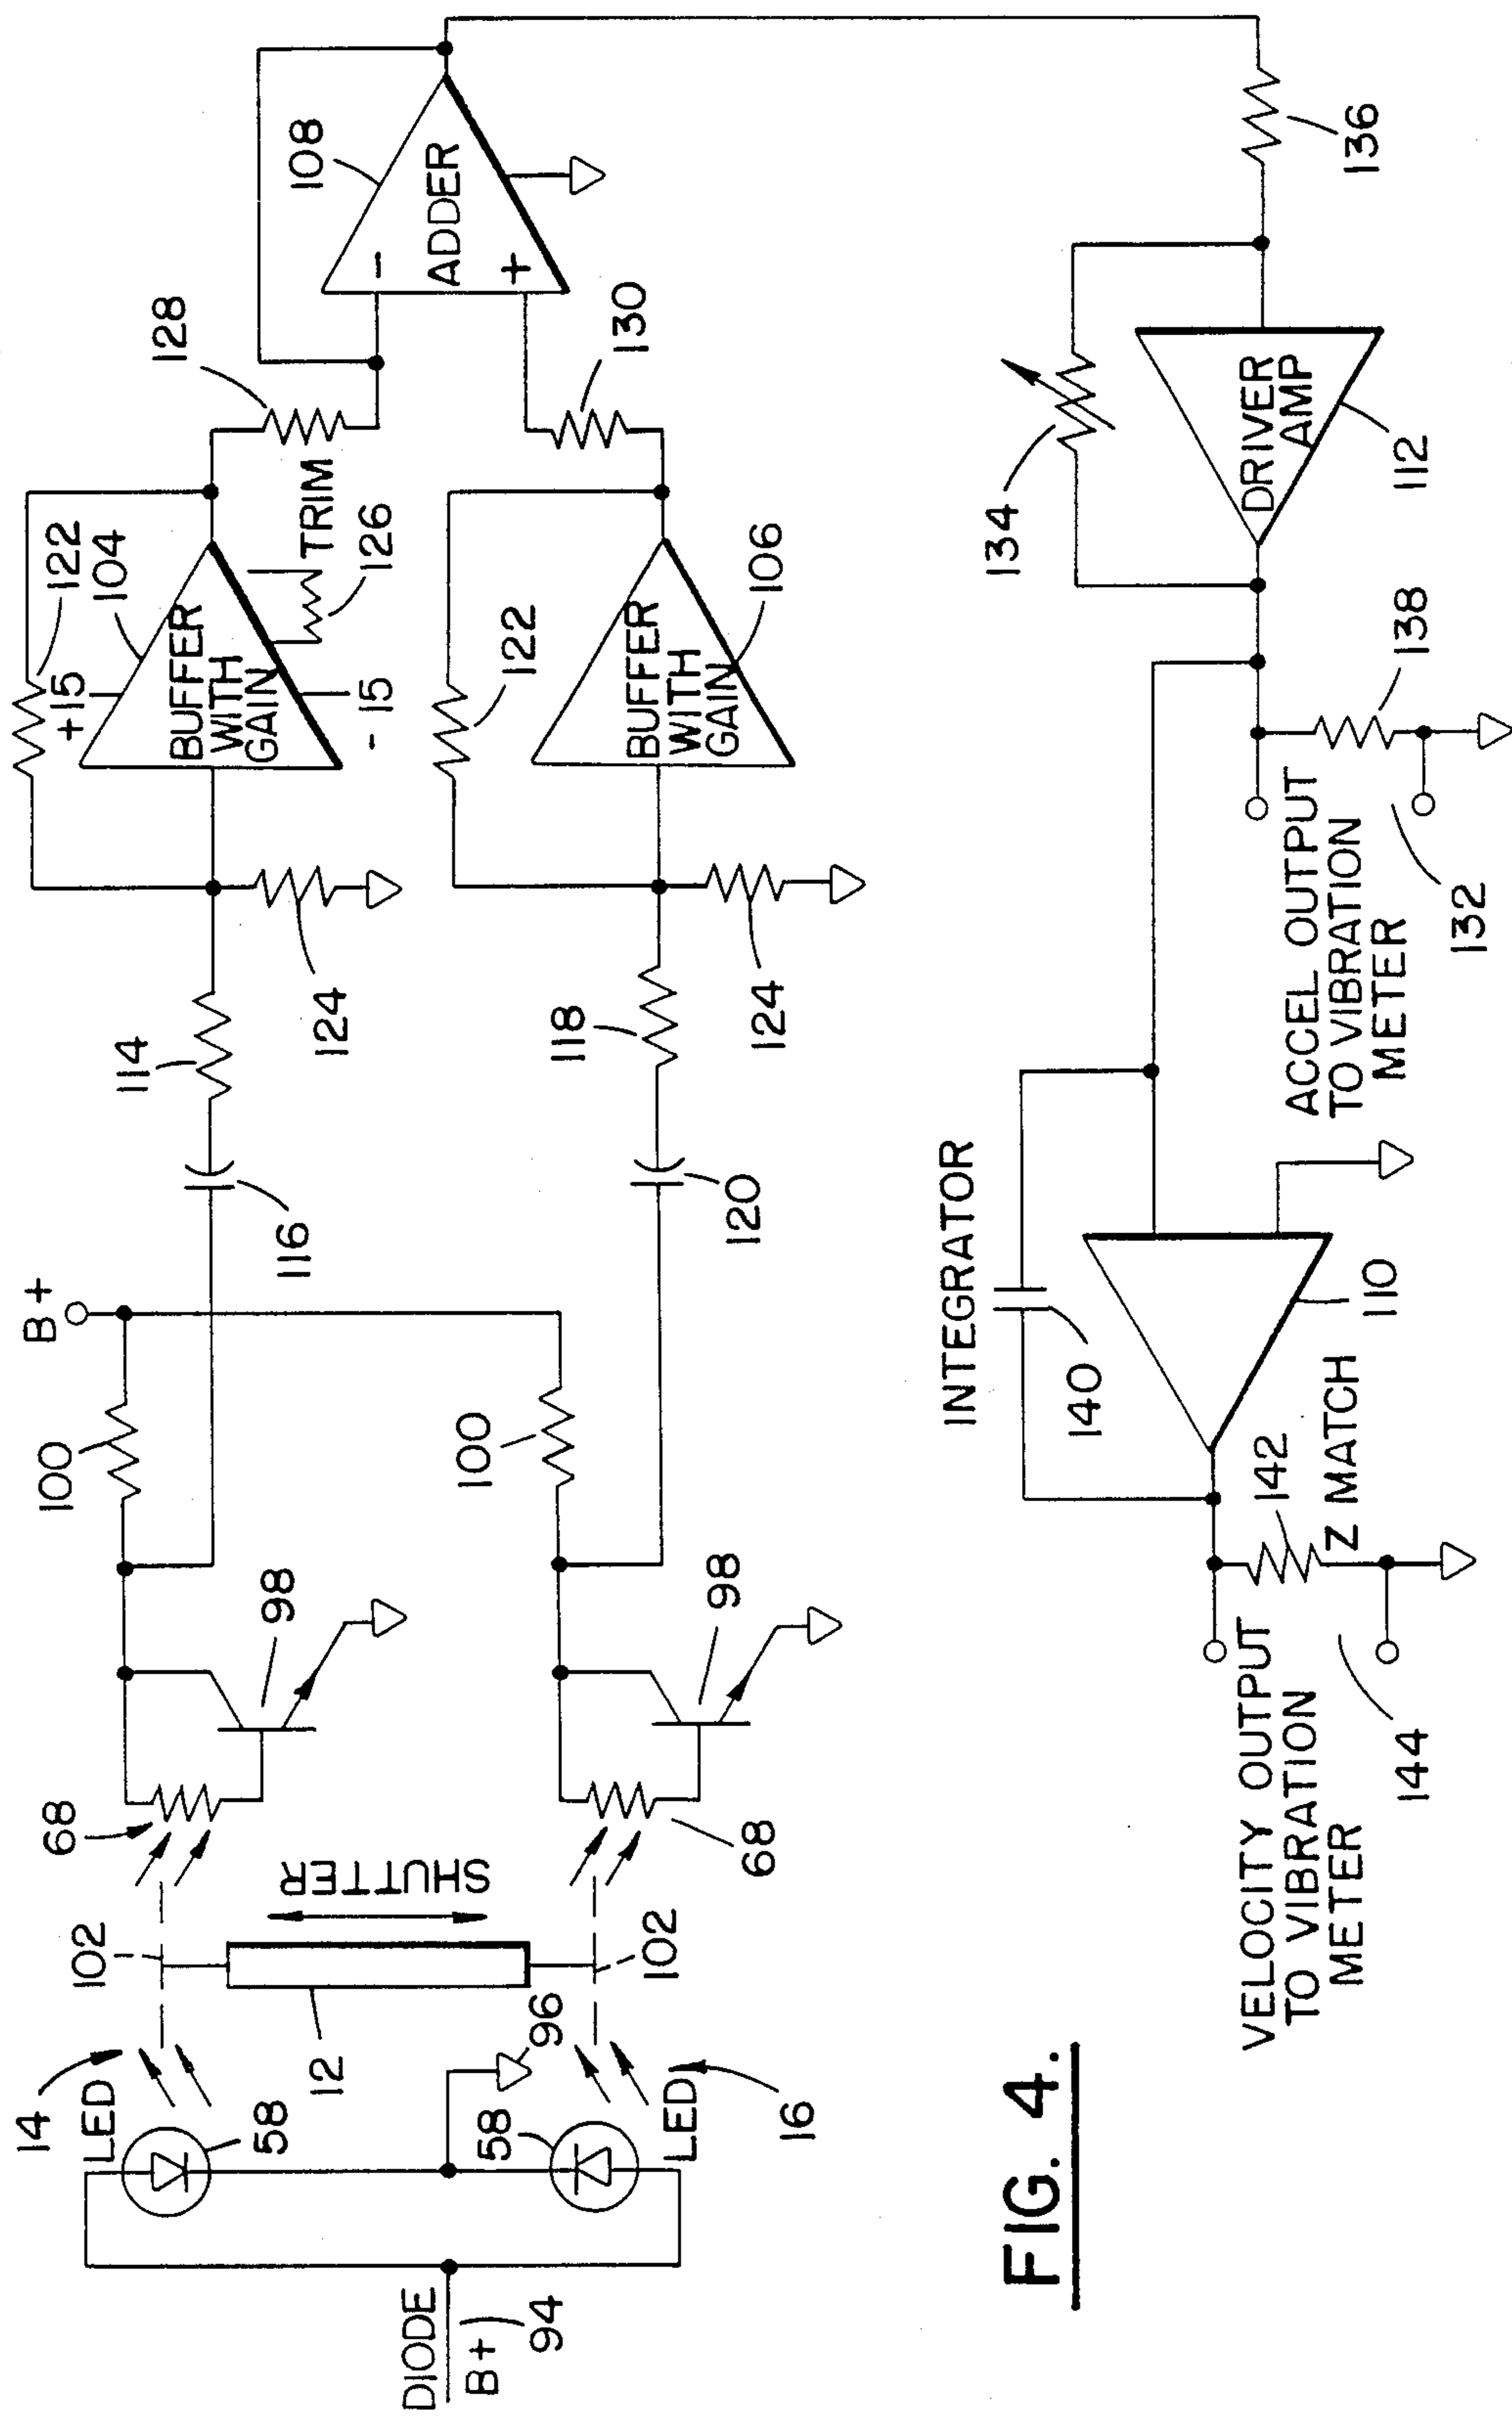 14
LED
58
DIODE
B+
94
58
LED
16
96
12
102
SHUTTER
102
68
98
68
98
100
100
B+
116
120
114
118
124
124
122
+15
104
BUFFER
WITH
GAIN
-15
TRIM
126
122
BUFFER
WITH
GAIN
106
128
130
108
-
ADDER
+
136
134
DRIVER
AMP
112
138
ACCEL OUTPUT
TO VIBRATION
METER
132
INTEGRATOR
140
110
142
Z MATCH
VELOCITY OUTPUT
TO VIBRATION
METER
144
FIG. 4.